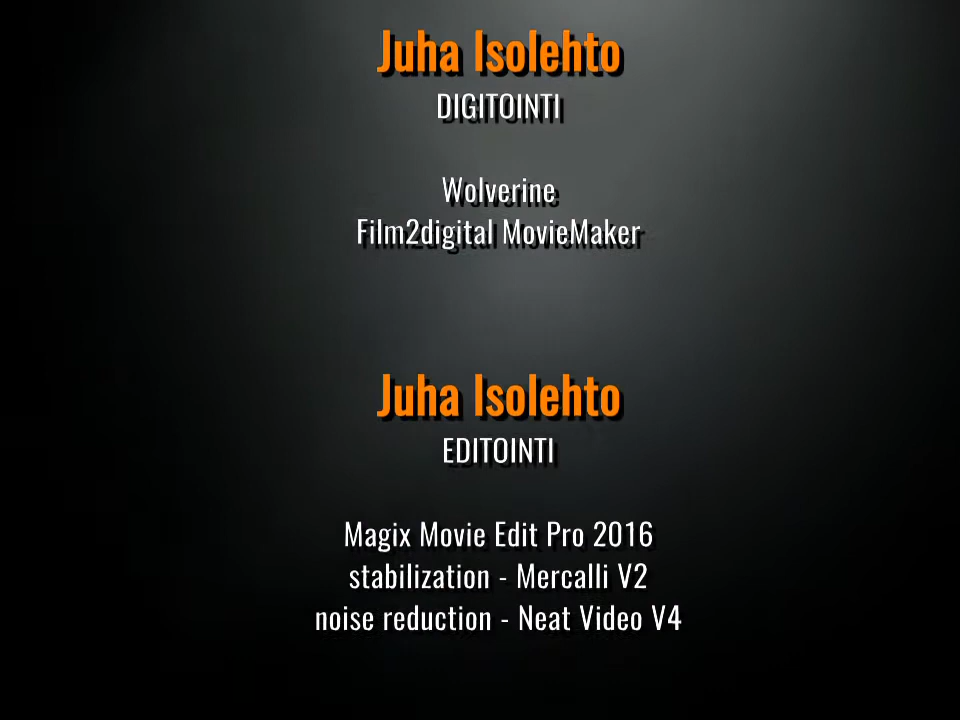 Juha Isolehto
DIGITOINTI
Wolverine
Film2digital MovieMaker
Juha Isolehto
EDITOINTI
Magix Movie Edit Pro 2016
stabilization - Mercalli V2
noise reduction - Neat Video V4